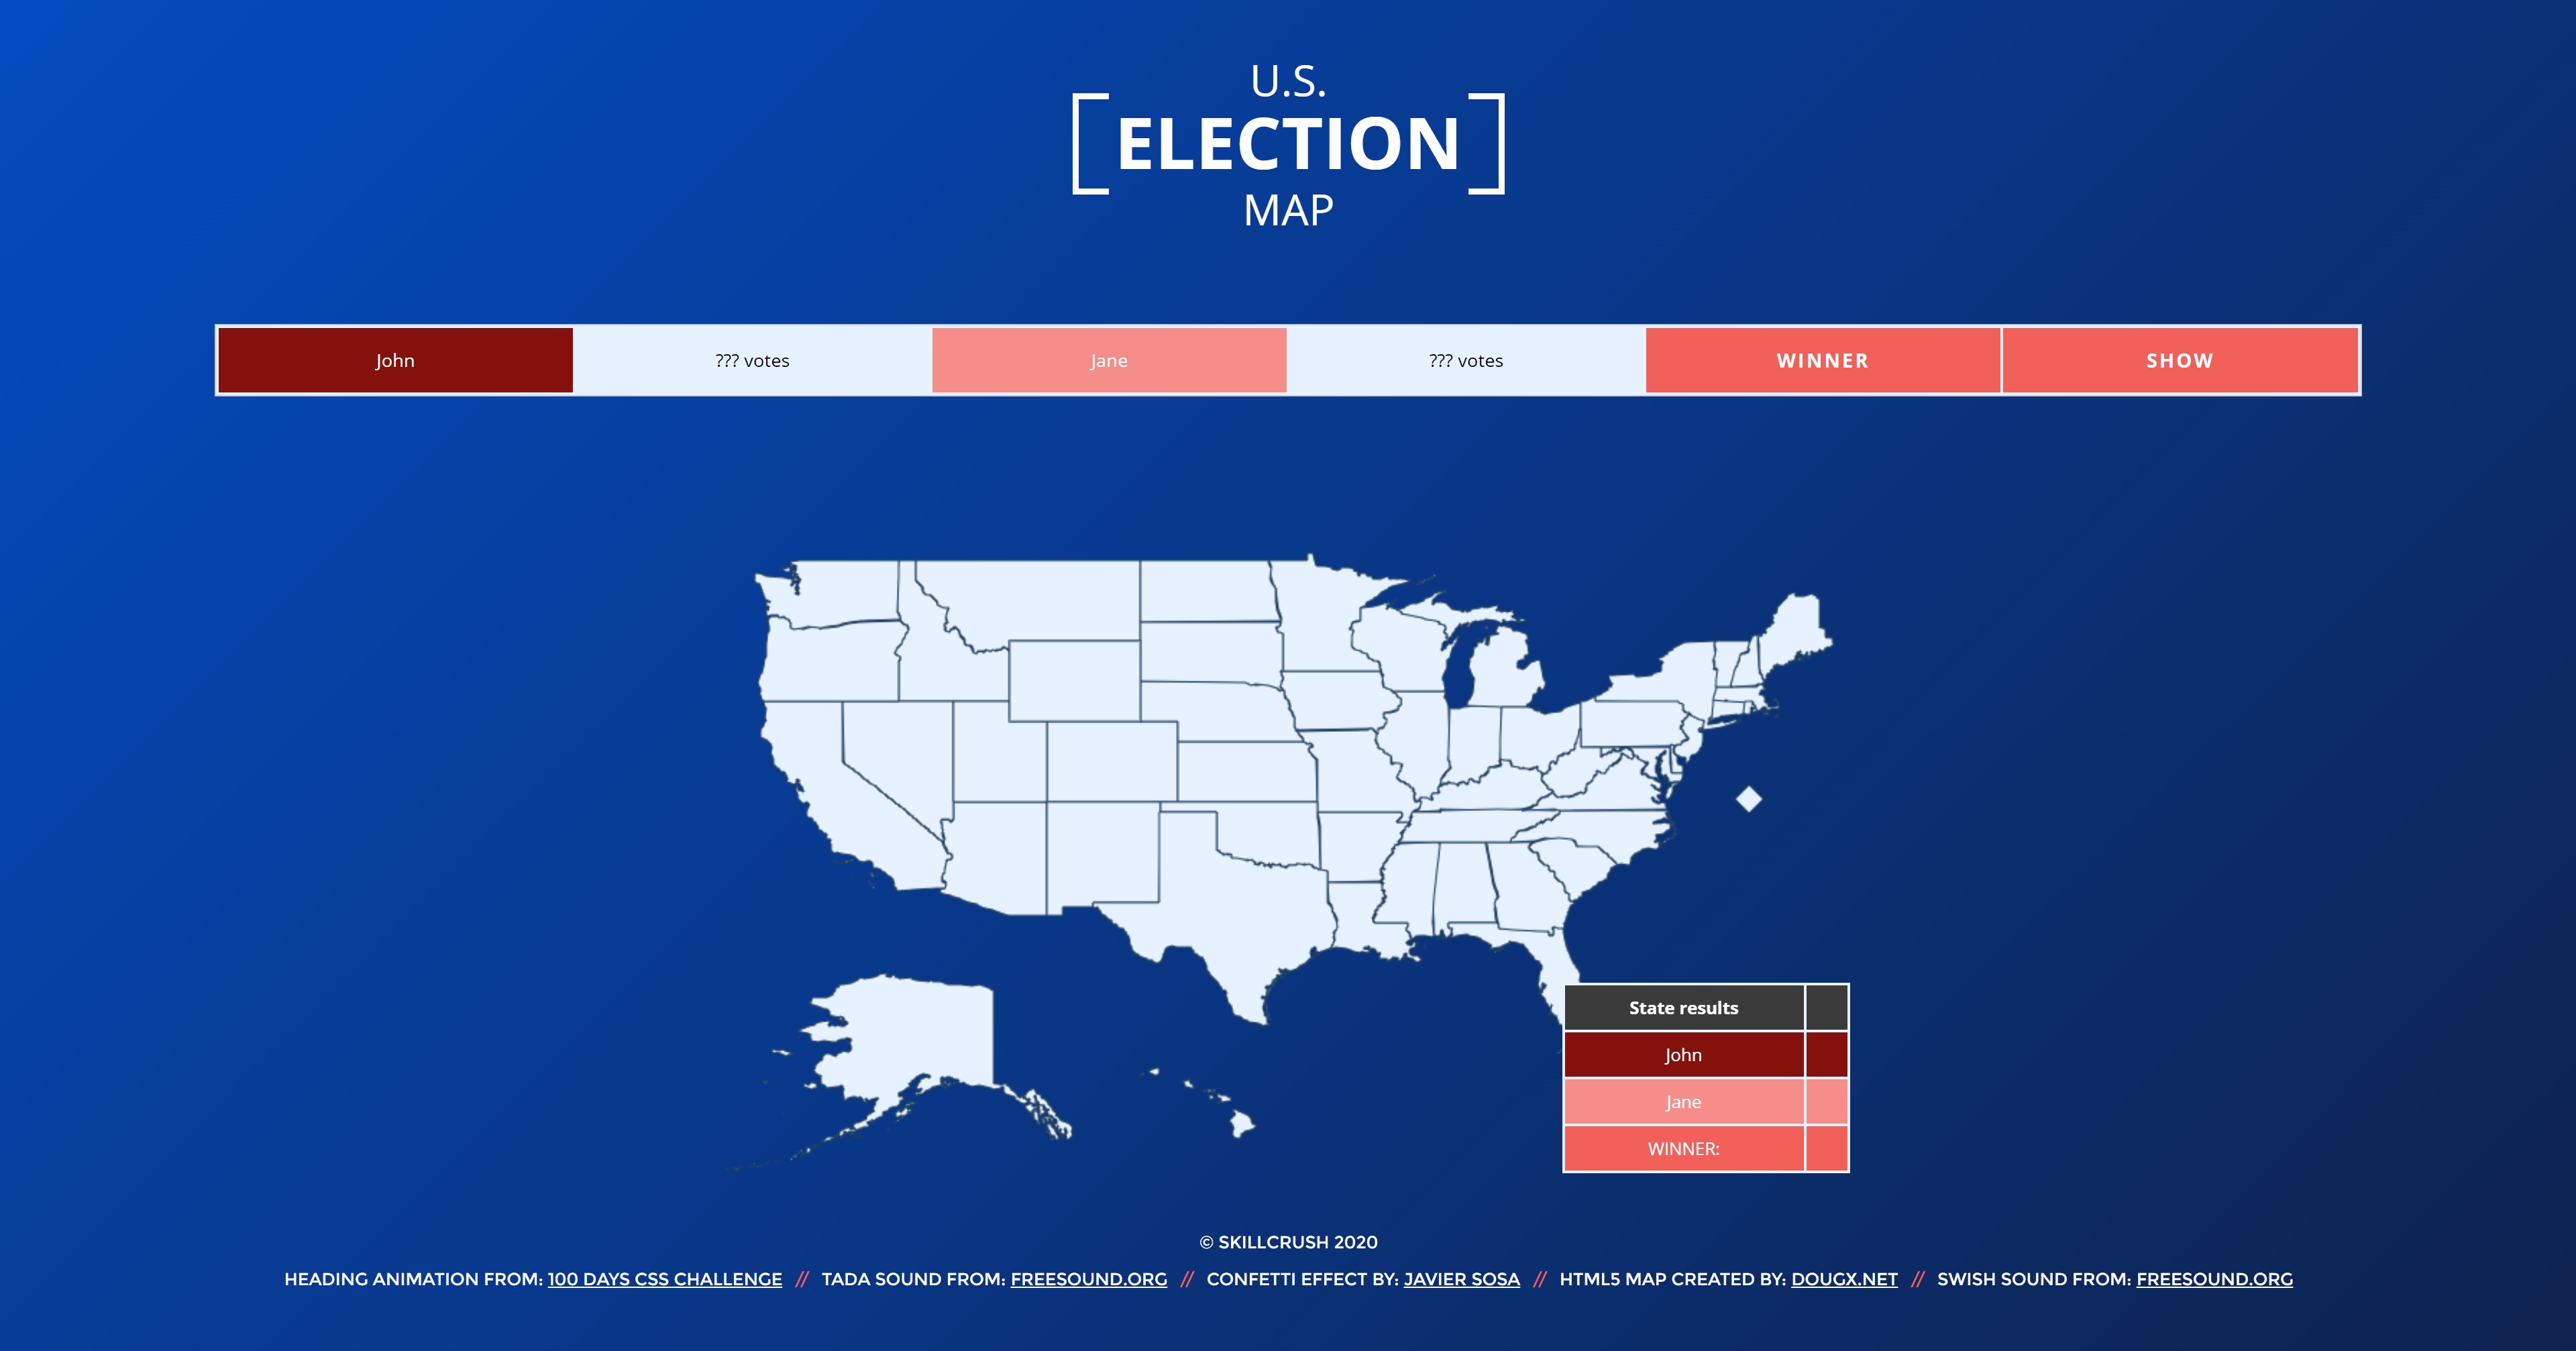 U.S.
ELECTION
MAP
John ??? votes Jane ??? votes WINNER SHOW
State results
John
Jane
WINNER:
© SKILLCRUSH 2020
HEADING ANIMATION FROM: 100 DAYS CSS CHALLENGE // TADA SOUND FROM: FREESOUND.ORG // CONFETTI EFFECT BY: JAVIER SOSA // HTML5 MAP CREATED BY: DOUGX.NET // SWISH SOUND FROM: FREESOUND.ORG